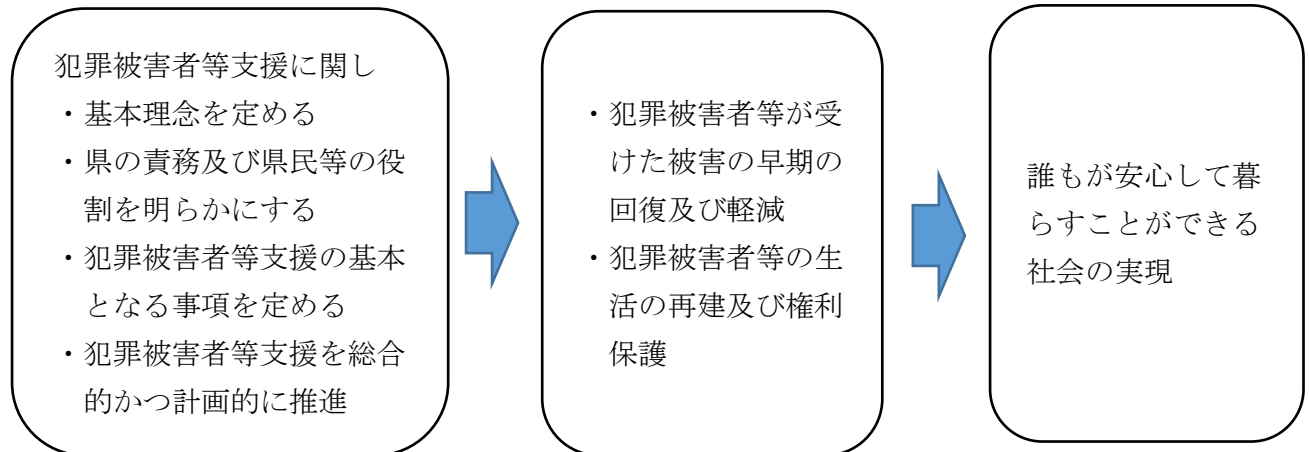 犯罪被害者等支援に関し
・基本理念を定める
・県の責務及び県民等の役
割を明らかにする
・犯罪被害者等支援の基本
となる事項を定める
・犯罪被害者等支援を総合
的かつ計画的に推進
・犯罪被害者等が受
けた被害の早期の
回復及び軽減
・犯罪被害者等の生
活の再建及び権利
保護
誰もが安心して暮
らすことができる
社会の実現